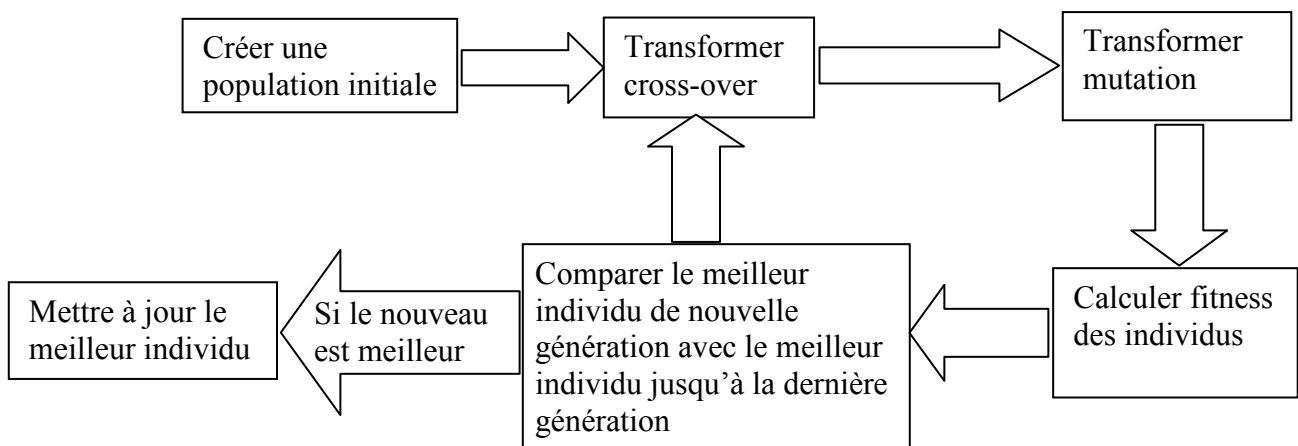 Créer une
population initiale
Transformer
cross-over
Transformer
mutation
Calculer fitness
des individus
Comparer le meilleur
individu de nouvelle
génération avec le meilleur
individu jusqu'à la dernière
génération
Si le nouveau
est meilleur
Mettre à jour le
meilleur individu